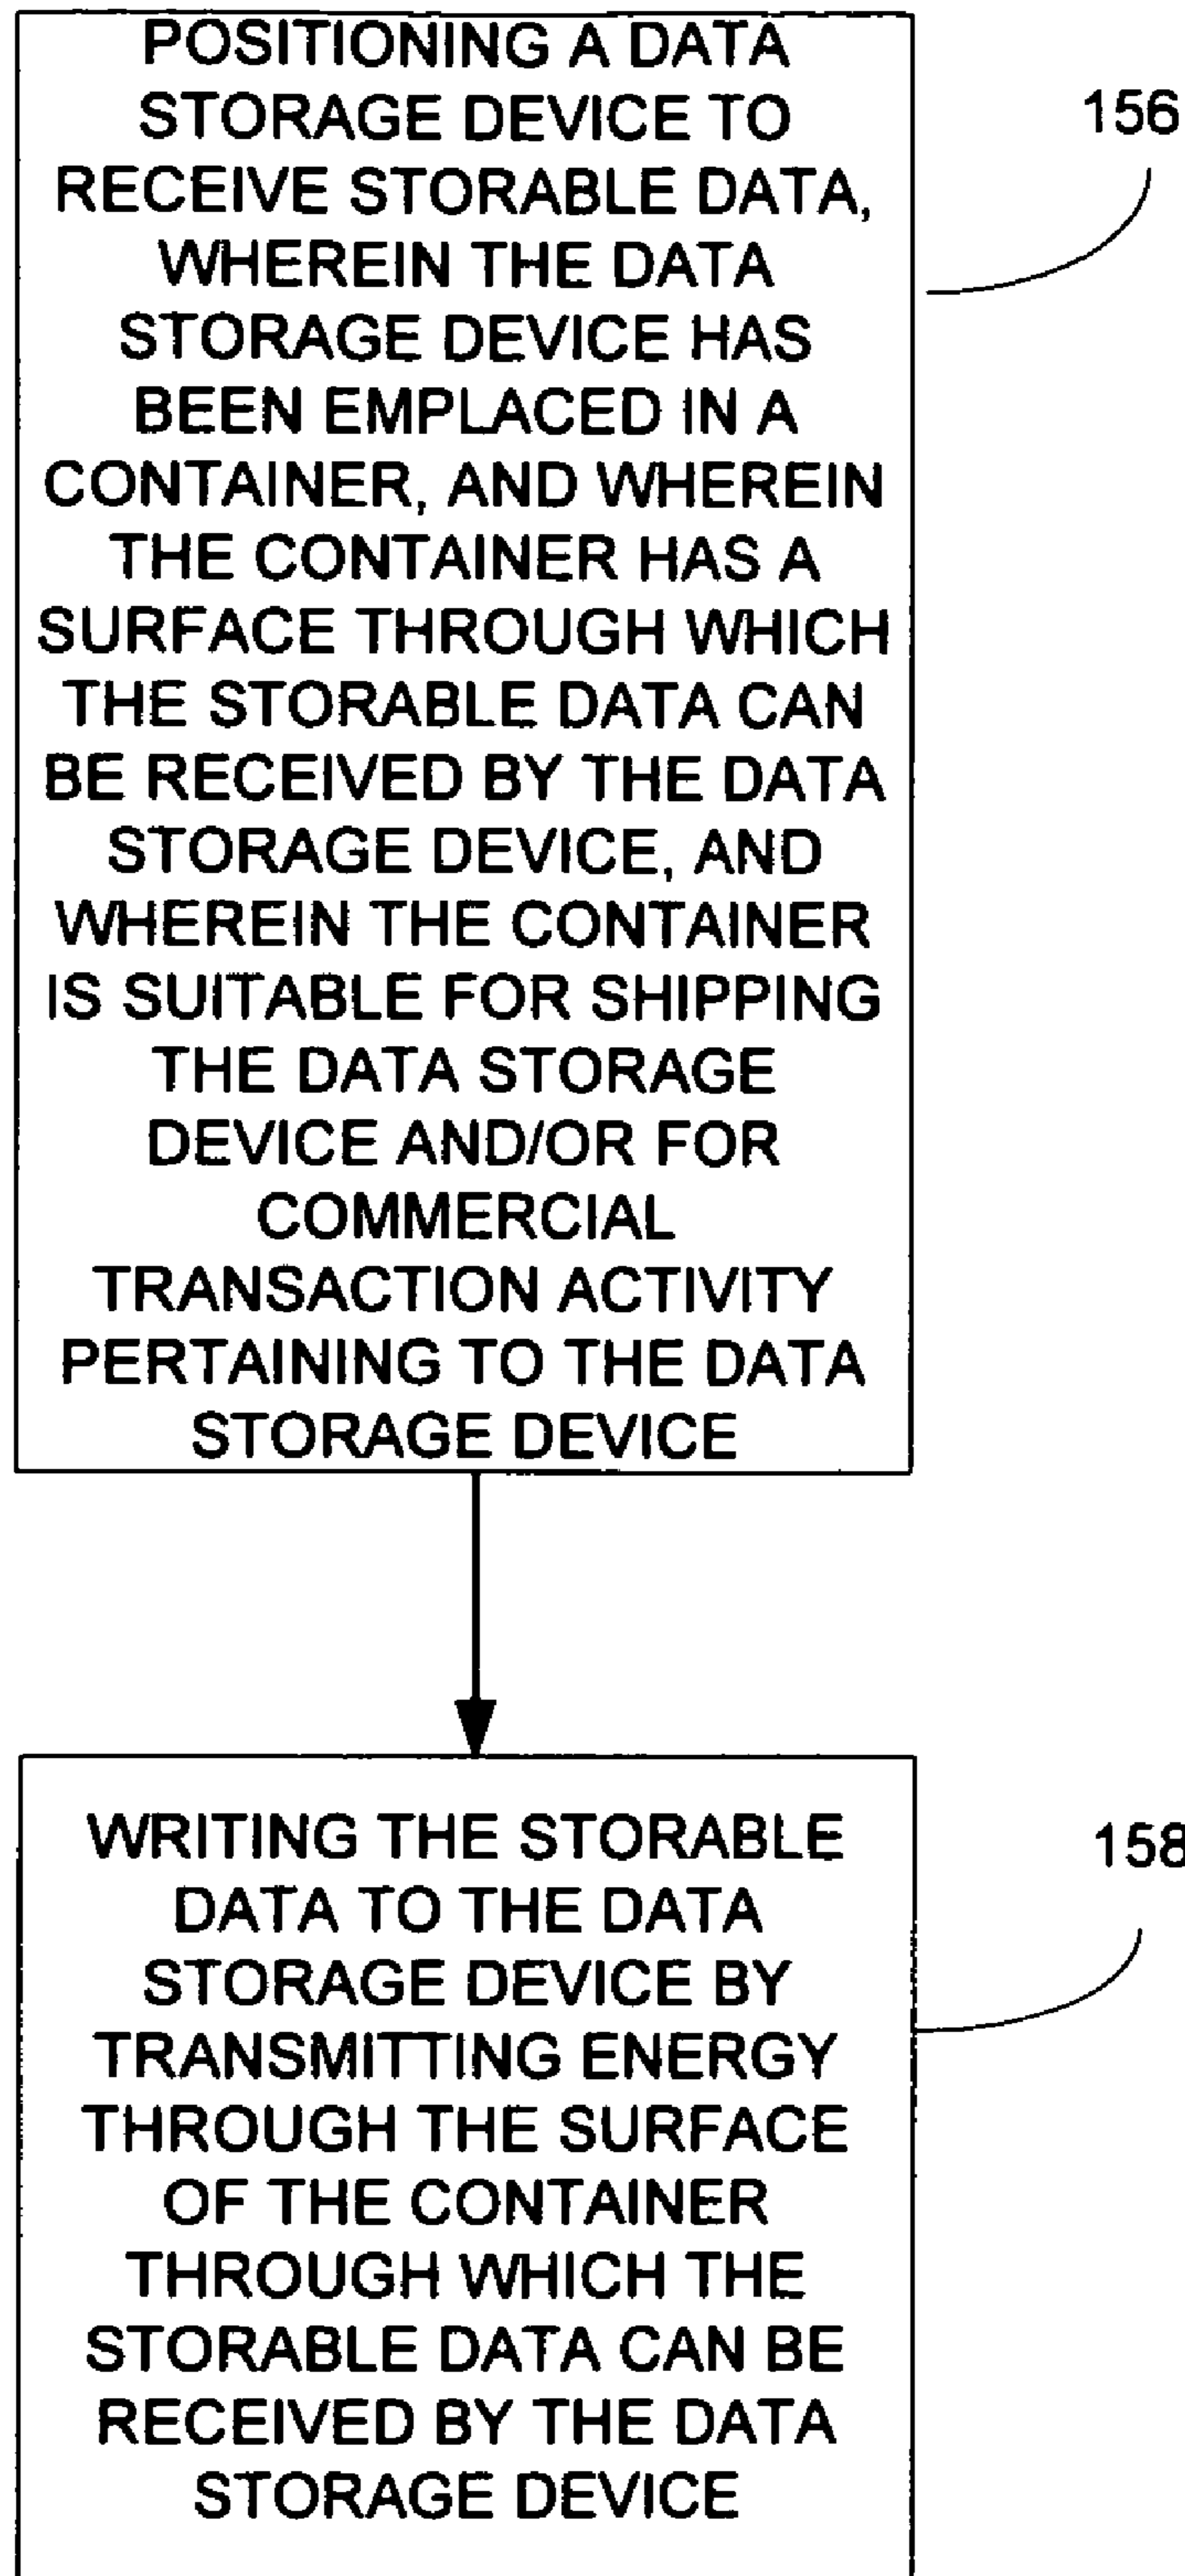 POSITIONING A DATA
STORAGE DEVICE TO
RECEIVE STORABLE DATA,
WHEREIN THE DATA
STORAGE DEVICE HAS
BEEN EMPLACED IN A
CONTAINER, AND WHEREIN
THE CONTAINER HAS A
SURFACE THROUGH WHICH
THE STORABLE DATA CAN
BE RECEIVED BY THE DATA
STORAGE DEVICE, AND
WHEREIN THE CONTAINER
IS SUITABLE FOR SHIPPING
THE DATA STORAGE
DEVICE AND/OR FOR
COMMERCIAL
TRANSACTION ACTIVITY
PERTAINING TO THE DATA
STORAGE DEVICE
156
WRITING THE STORABLE
DATA TO THE DATA
STORAGE DEVICE BY
TRANSMITTING ENERGY
THROUGH THE SURFACE
OF THE CONTAINER
THROUGH WHICH THE
STORABLE DATA CAN BE
RECEIVED BY THE DATA
STORAGE DEVICE
158